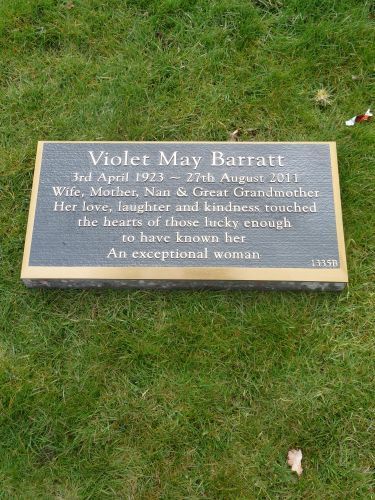 Violet May Barratt
3rd April 1923 ~ 27th August 2011
Wife, Mother, Nan & Great Grandmother
Her love, laughter and kindness touched
the hearts of those lucky enough
to have known her
An exceptional woman
1335B